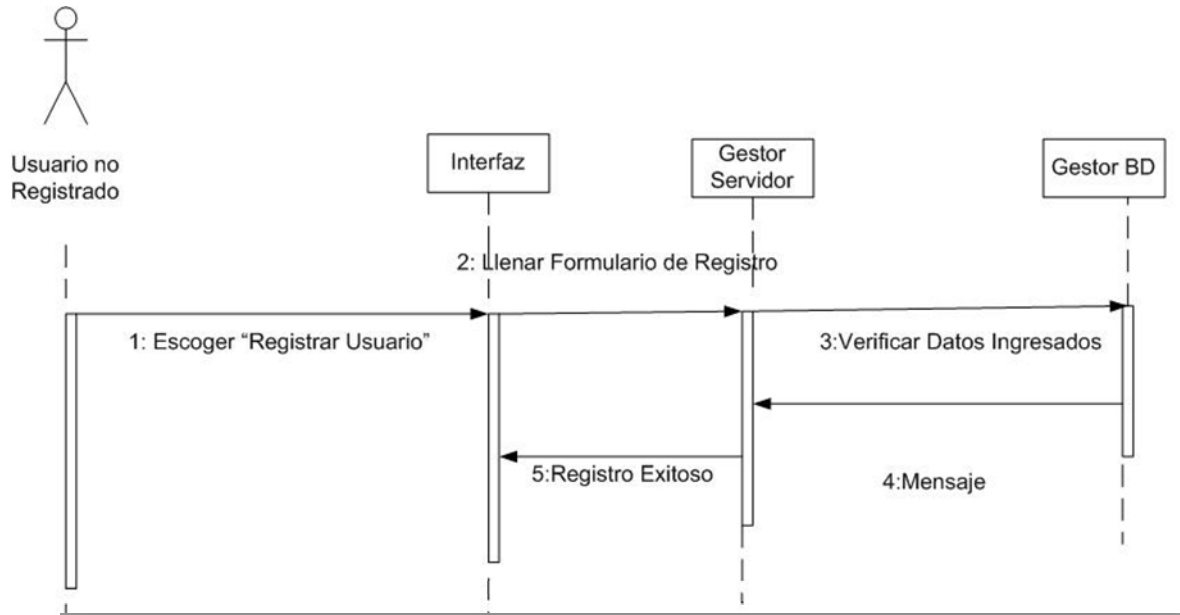 Usuario no
Registrado
Interfaz
Gestor
Servidor
Gestor BD
2: Llenar Formulario de Registro
1: Escoger “Registrar Usuario”
3:Verificar Datos Ingresados
5:Registro Exitoso
4:Mensaje